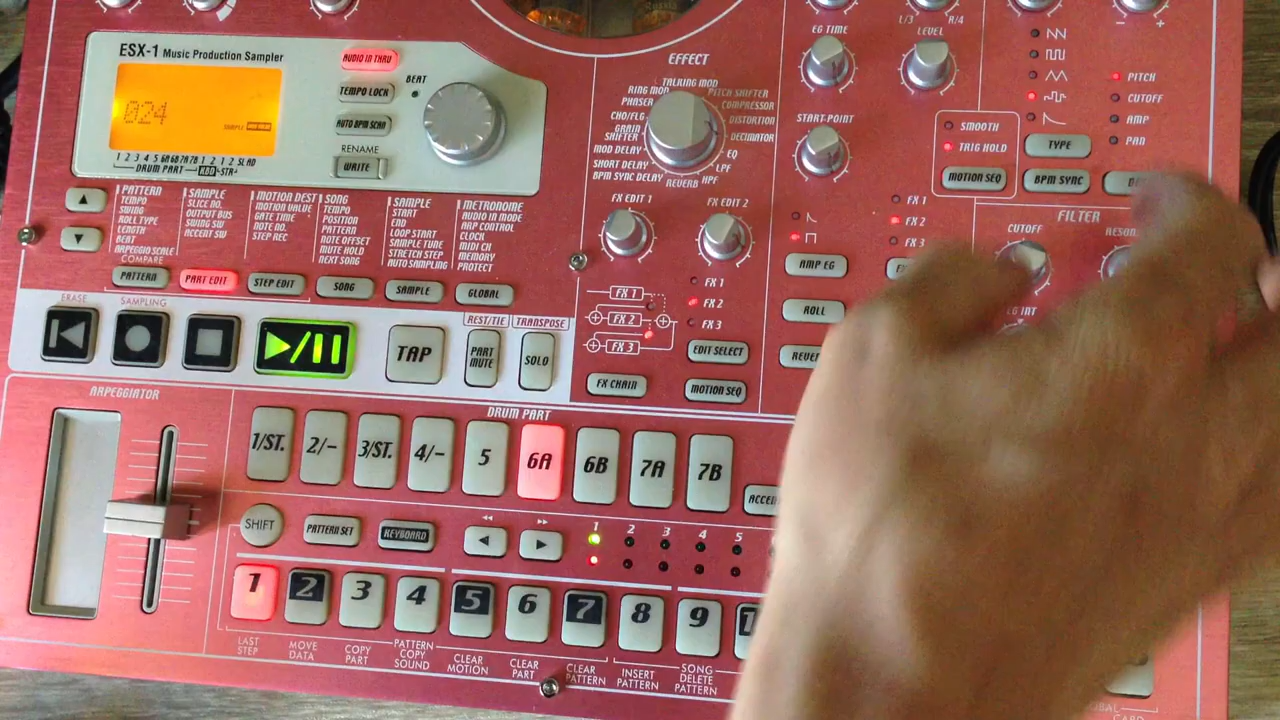 Russia
L/3 R/4
EG TIME
LEVEL
ESX-1 Music Production Sampler
AUDIO IN THRU
TEMPO LOCK
BEAT
AUTO BPM SCAN
RENAME
WRITE
024
SAMPLE
1 2 3 4 5 6A 6B 7A 7B 1 2 1 2 SL AD
DRUM PART
STR
EFFECT
TALKING MOD
RING MOD
PITCH SHIFTER
PHASER
COMPRESSOR
CHO/FLG
DISTORTION
GRAIN SHIFTER
DECIMATOR
MOD DELAY
EQ
SHORT DELAY
LPF
BPM SYNC DELAY
HPF
REVERB
START-POINT
PITCH
CUTOFF
AMP
PAN
SMOOTH
TRIG HOLD
MOTION SEQ
TYPE
BPM SYNC
PATTERN
TEMPO
SWING
ROLL TYPE
LENGTH
BEAT
ARPEGGIO SCALE
SAMPLE
SLICE NO.
OUTPUT BUS
SWING SW
ACCENT SW
MOTION DEST
MOTION VALUE
GATE TIME
NOTE NO.
STEP REC
SONG
TEMPO
POSITION
PATTERN
NOTE OFFSET
MUTE HOLD
NEXT SONG
SAMPLE
START
END
LOOP START
SAMPLE TUNE
STRETCH STEP
AUTO SAMPLING
METRONOME
AUDIO IN MODE
ARP CONTROL
CLOCK
MIDI CH
MEMORY
PROTECT
COMPARE
PATTERN
PART EDIT
STEP EDIT
SONG
SAMPLE
GLOBAL
FX EDIT 1
FX EDIT 2
FX 1
FX 2
FX 3
FX 1
FX 2
FX 3
EDIT SELECT
FX CHAIN
MOTION SEQ
AMP EG
ROLL
FX 1
FX 2
FX 3
FILTER
CUTOFF
EG INT
ERASE
SAMPLING
TAP
REST/TIE
PART MUTE
TRANSPOSE
SOLO
ARPEGGIATOR
DRUM PART
1/ST. 2/− 3/ST. 4/− 5 6A 6B 7A 7B
SHIFT
PATTERN SET
KEYBOARD
1 2 3 4 5
1 2 3 4 5 6 7 8 9
LAST STEP
MOVE DATA
COPY PART
PATTERN COPY SOUND
CLEAR MOTION
CLEAR PART
CLEAR PATTERN
INSERT PATTERN
SONG DELETE PATTERN